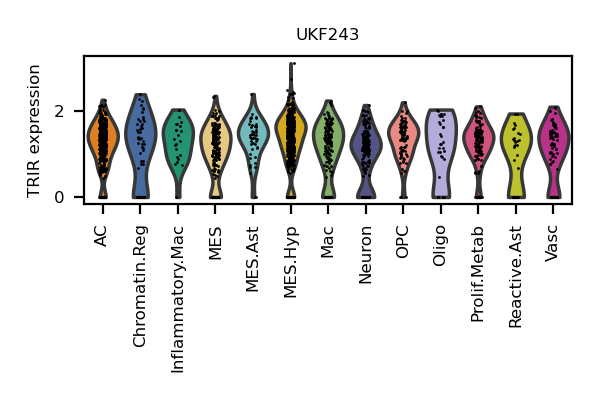 UKF243
TRIR expression
2
0
AC
Chromatin.Reg
Inflammatory.Mac
MES
MES.Ast
MES.Hyp
Mac
Neuron
OPC
Oligo
Prolif.Metab
Reactive.Ast
Vasc